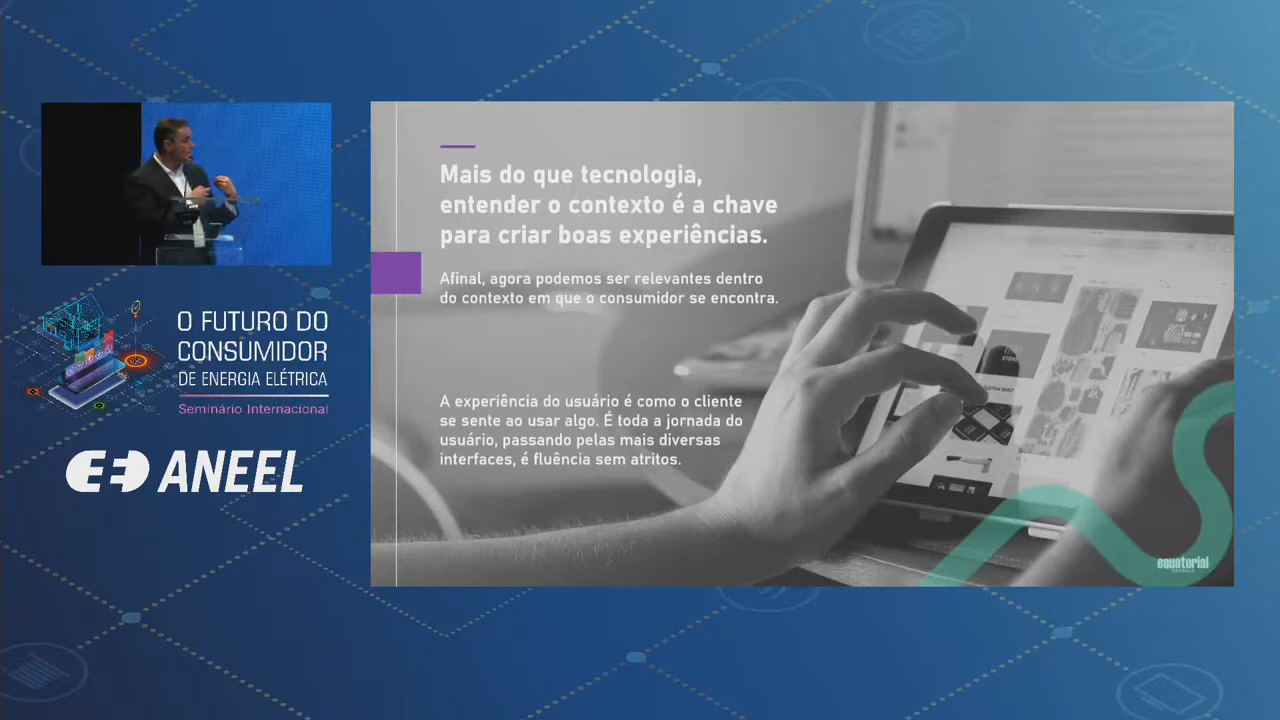 O FUTURO DO
CONSUMIDOR
DE ENERGIA ELÉTRICA
Seminário Internacional
ANEEL
Mais do que tecnologia,
entender o contexto é a chave
para criar boas experiências.
Afinal, agora podemos ser relevantes dentro
do contexto em que o consumidor se encontra.
A experiência do usuário é como o cliente
se sente ao usar algo. É toda a jornada do
usuário, passando pelas mais diversas
interfaces, é fluência sem atritos.
equatorial
ENERGIA